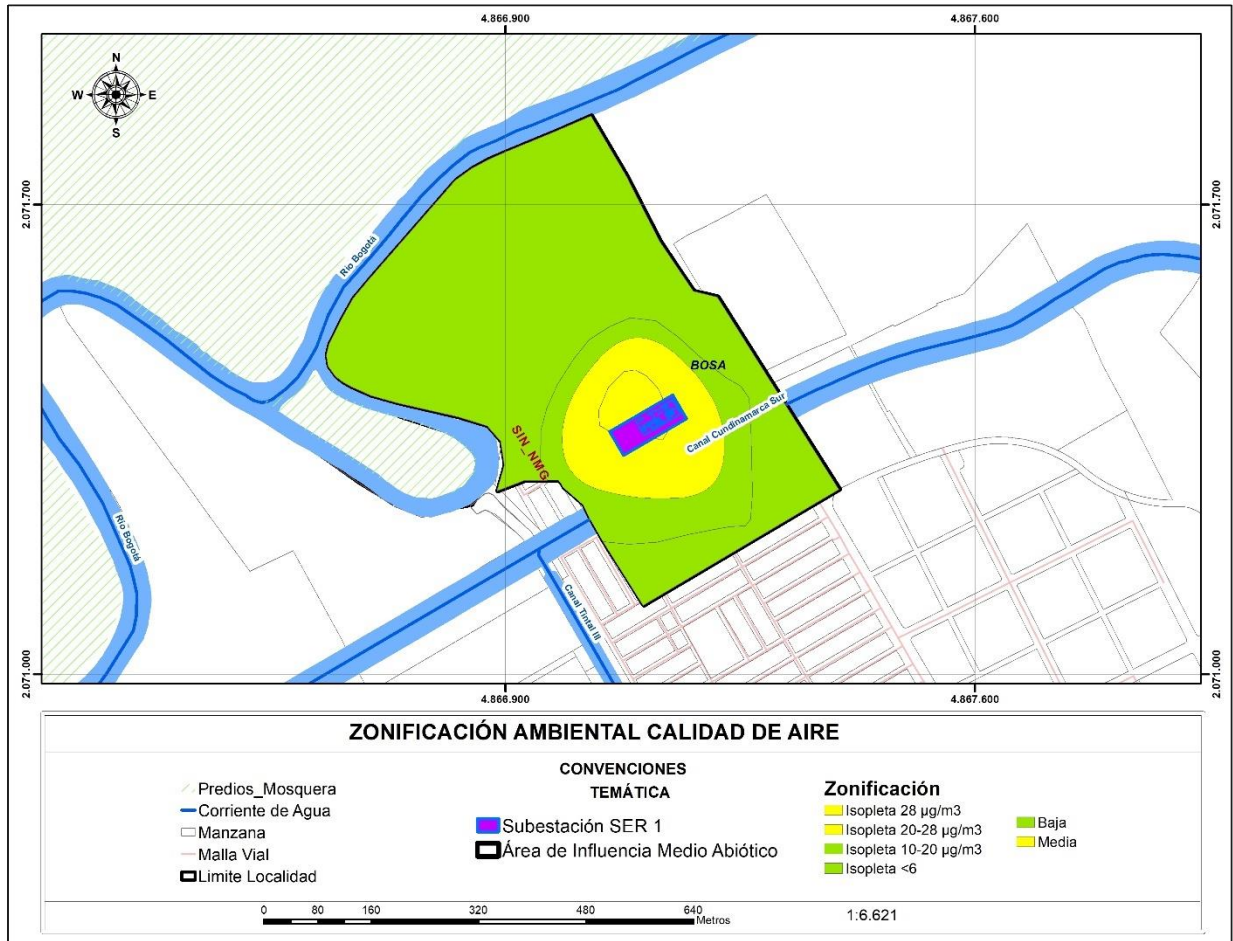 4.866.900
4.867.600
N
W
E
S
2.071.700
2.071.700
Río Bogotá
BOSA
Canal Cundinamarca Sur
SIN_NMG
Río Bogotá
Canal Tintal III
2.071.000
2.071.000
4.866.900
4.867.600
ZONIFICACIÓN AMBIENTAL CALIDAD DE AIRE
CONVENCIONES
TEMÁTICA
Predios_Mosquera
Corriente de Agua
Manzana
Malla Vial
Limite Localidad
Subestación SER 1
Área de Influencia Medio Abiótico
Zonificación
Isopleta 28 µg/m3
Isopleta 20-28 µg/m3
Isopleta 10-20 µg/m3
Isopleta <6
Baja
Media
0 80 160 320 480 640
Metros
1:6.621